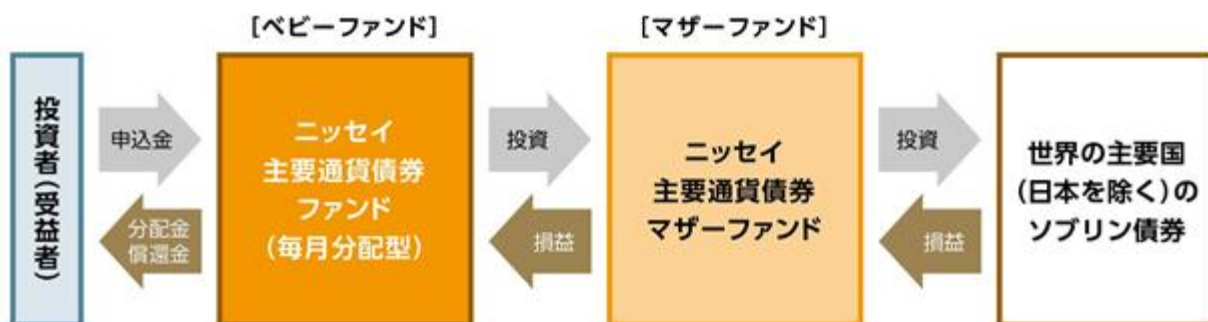 [ベビーファンド]
[マザーファンド]
投資者(受益者)
申込金
分配金
償還金
ニッセイ
主要通貨債券
ファンド
(毎月分配型)
投資
損益
ニッセイ
主要通貨債券
マザーファンド
投資
損益
世界の主要国
(日本を除く)の
ソブリン債券